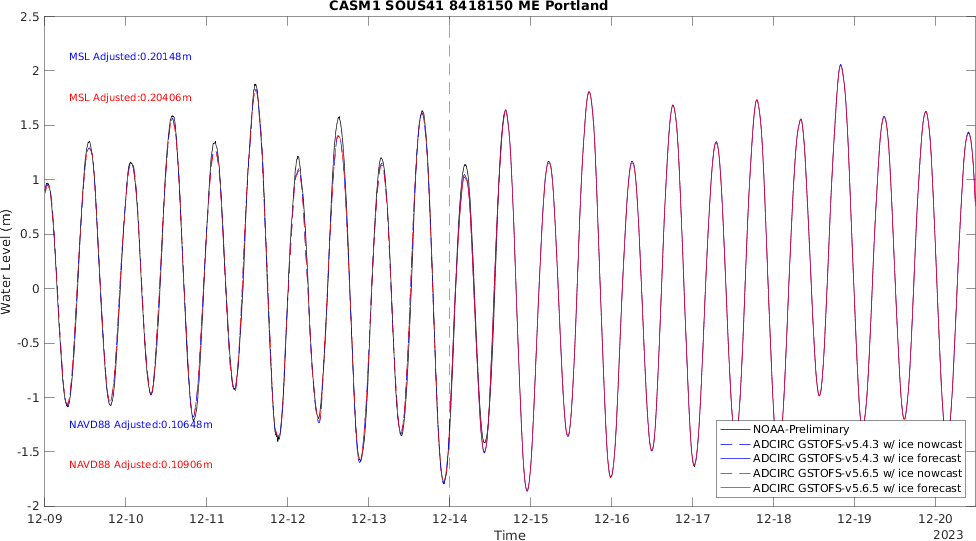 CASM1 SOUS41 8418150 ME Portland
2.5
2
1.5
1
0.5
0
-0.5
-1
-1.5
-2
Water Level (m)
MSL Adjusted:0.20148m
MSL Adjusted:0.20406m
NAVD88 Adjusted:0.10648m
NAVD88 Adjusted:0.10906m
NOAA-Preliminary
ADCIRC GSTOFS-v5.4.3 w/ ice nowcast
ADCIRC GSTOFS-v5.4.3 w/ ice forecast
ADCIRC GSTOFS-v5.6.5 w/ ice nowcast
ADCIRC GSTOFS-v5.6.5 w/ ice forecast
12-09 12-10 12-11 12-12 12-13 12-14 12-15 12-16 12-17 12-18 12-19 12-20
Time
2023